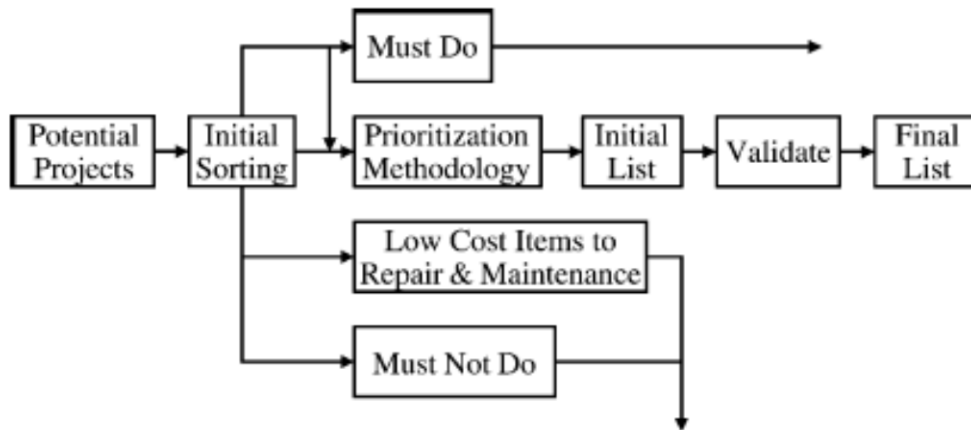 Must Do
Potential
Projects
Initial
Sorting
Prioritization
Methodology
Initial
List
Validate
Final
List
Low Cost Items to
Repair & Maintenance
Must Not Do